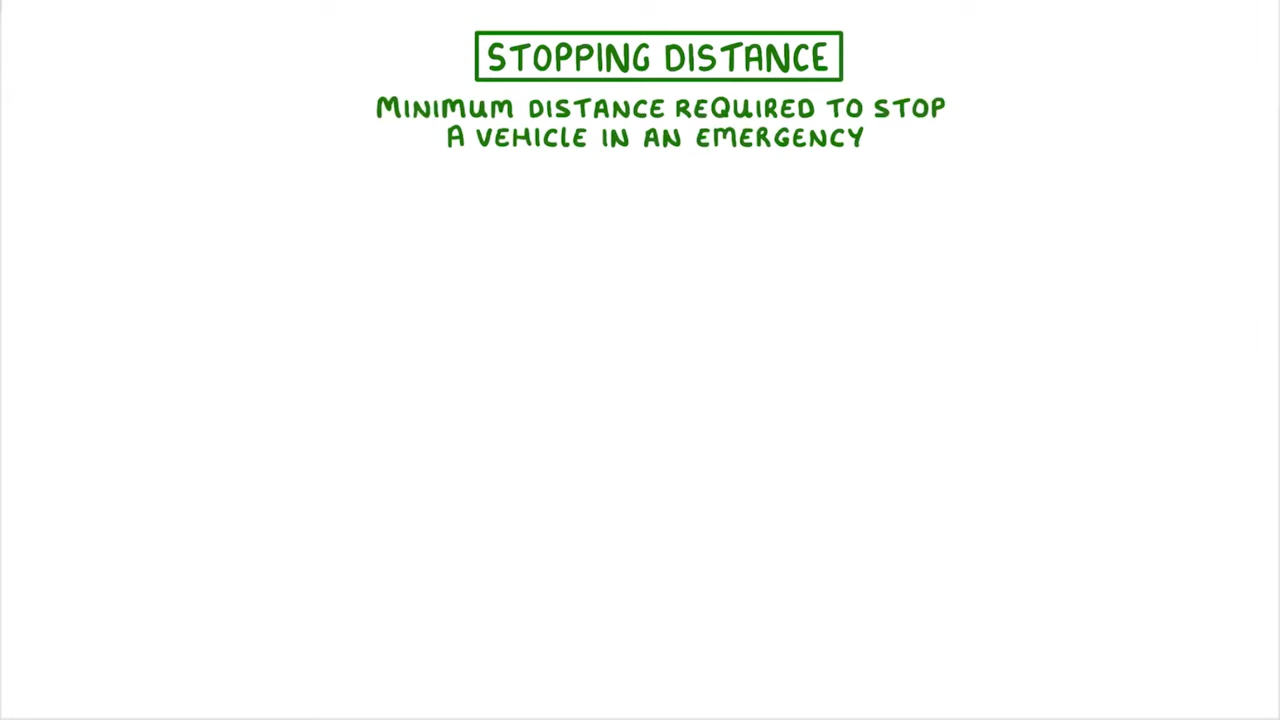 STOPPING DISTANCE
MINIMUM DISTANCE REQUIRED TO STOP
A VEHICLE IN AN EMERGENCY